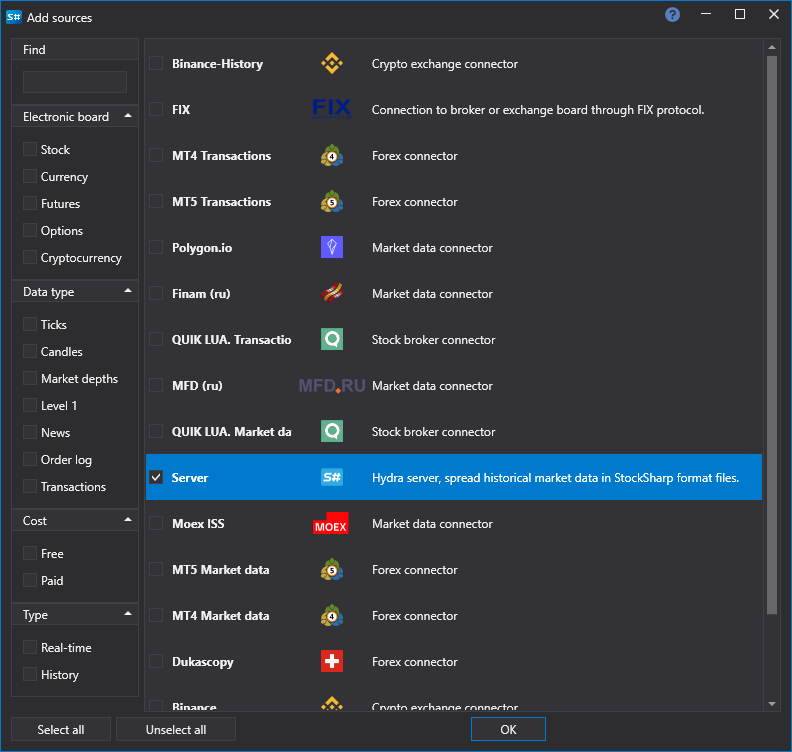 S# Add sources ?
Find
Electronic board
Stock
Currency
Futures
Options
Cryptocurrency
Data type
Ticks
Candles
Market depths
Level 1
News
Order log
Transactions
Cost
Free
Paid
Type
Real-time
History
Binance-History Crypto exchange connector
FIX FIX Connection to broker or exchange board through FIX protocol.
MT4 Transactions 4 Forex connector
MT5 Transactions 5 Forex connector
Polygon.io Market data connector
Finam (ru) Market data connector
QUIK LUA. Transactio Stock broker connector
MFD (ru) MFD.RU Market data connector
QUIK LUA. Market da Stock broker connector
Server S# Hydra server, spread historical market data in StockSharp format files.
Moex ISS MOEX Market data connector
MT5 Market data 5 Forex connector
MT4 Market data 4 Forex connector
Dukascopy Forex connector
Binance Crypto exchange connector
Select all Unselect all OK